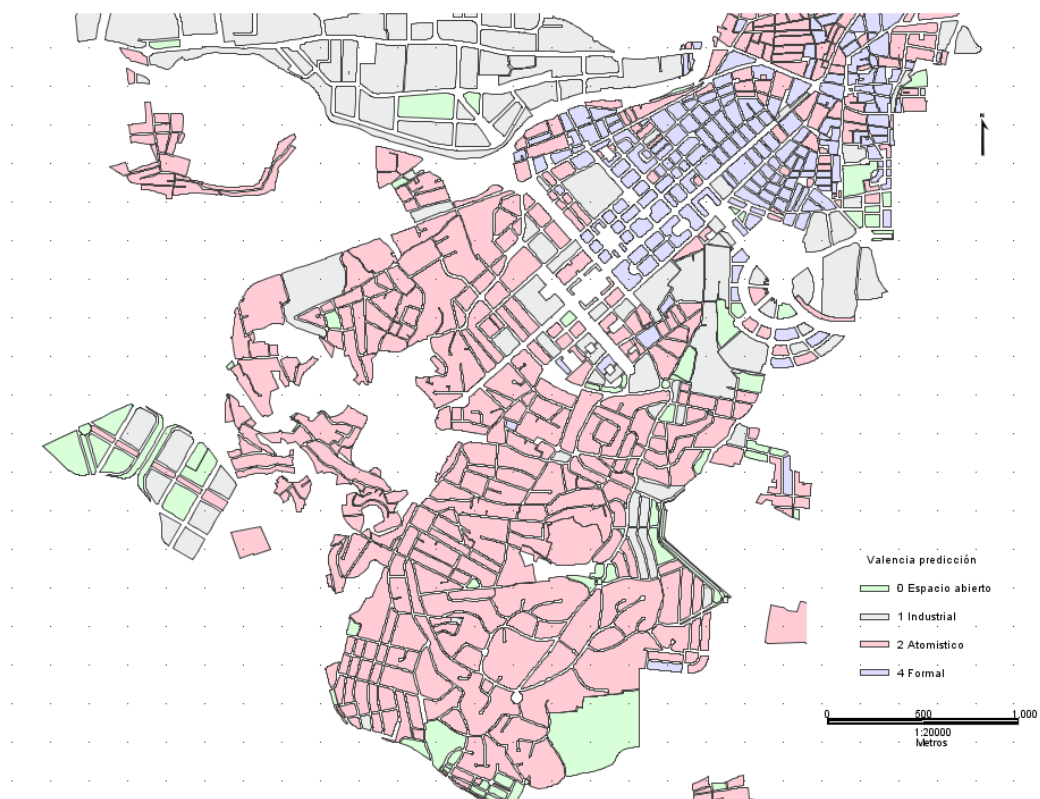 N
Valencia predicción
0 Espacio abierto
1 Industrial
2 Atomistico
4 Formal
0 500 1.000
1:20000
Metros